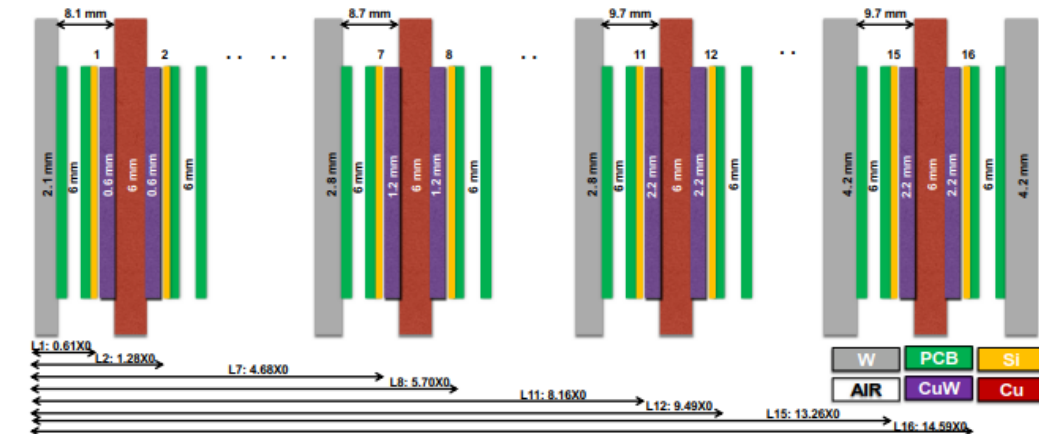 8.1 mm 8.7 mm 9.7 mm 9.7 mm
1 2 .. .. 7 8 .. 11 12 .. 15 16
2.1 mm 6 mm 0.6 mm 6 mm 0.6 mm 6 mm 2.8 mm 6 mm 1.2 mm 6 mm 1.2 mm 6 mm 2.8 mm 6 mm 2.2 mm 6 mm 2.2 mm 6 mm 4.2 mm 6 mm 2.2 mm 6 mm 2.2 mm 6 mm 4.2 mm
L1: 0.61X0
L2: 1.28X0
L7: 4.68X0
L8: 5.70X0
L11: 8.16X0
L12: 9.49X0
L15: 13.26X0
L16: 14.59X0
W PCB Si
AIR CuW Cu